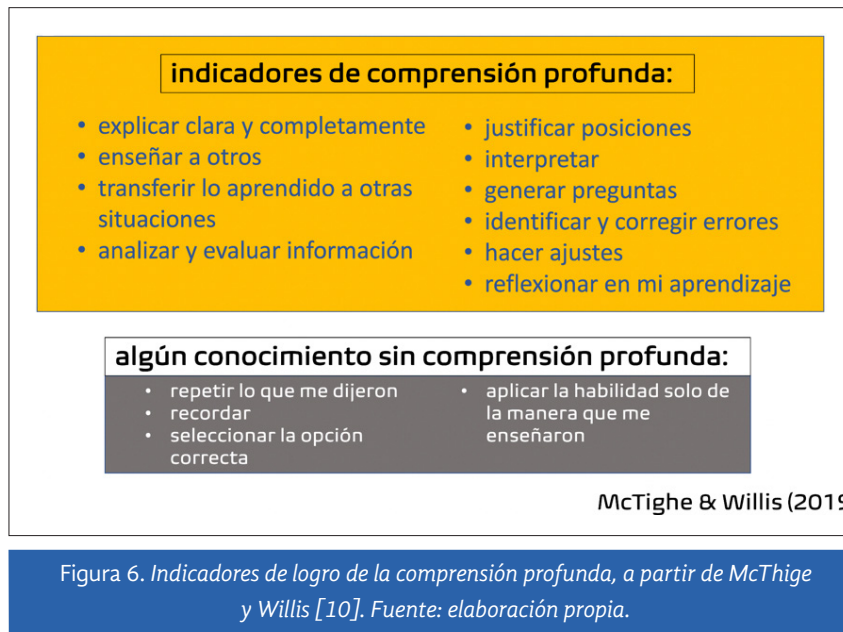 indicadores de comprensión profunda:
• explicar clara y completamente
• enseñar a otros
• transferir lo aprendido a otras
situaciones
• analizar y evaluar información
• justificar posiciones
• interpretar
• generar preguntas
• identificar y corregir errores
• hacer ajustes
• reflexionar en mi aprendizaje
algún conocimiento sin comprensión profunda:
• repetir lo que me dijeron
• recordar
• seleccionar la opción
correcta
• aplicar la habilidad solo de
la manera que me
enseñaron
McTighe & Willis (2019
Figura 6. Indicadores de logro de la comprensión profunda, a partir de McThige
y Willis [10]. Fuente: elaboración propia.